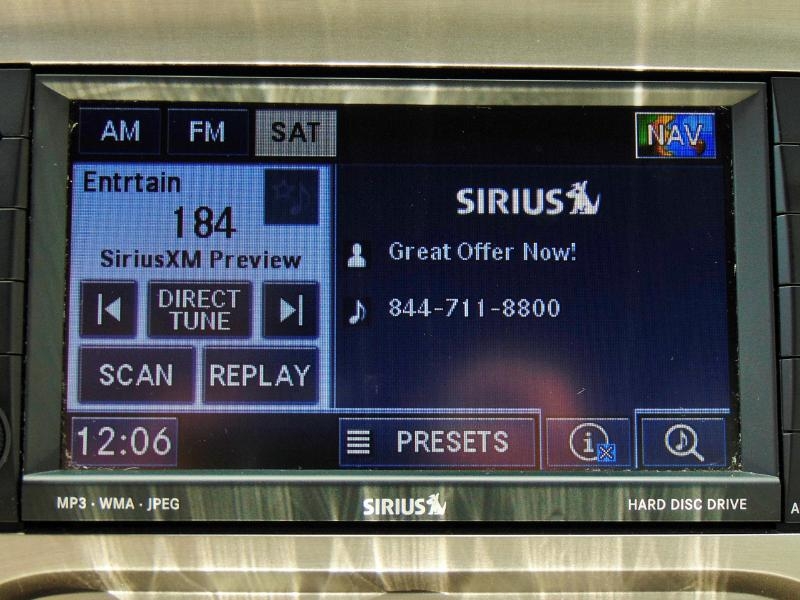 AM FM SAT NAV
Entrtain
184
SiriusXM Preview
DIRECT
TUNE
SCAN REPLAY
SIRIUS
Great Offer Now!
844-711-8800
12:06 PRESETS
MP3 · WMA · JPEG SIRIUS HARD DISC DRIVE
A